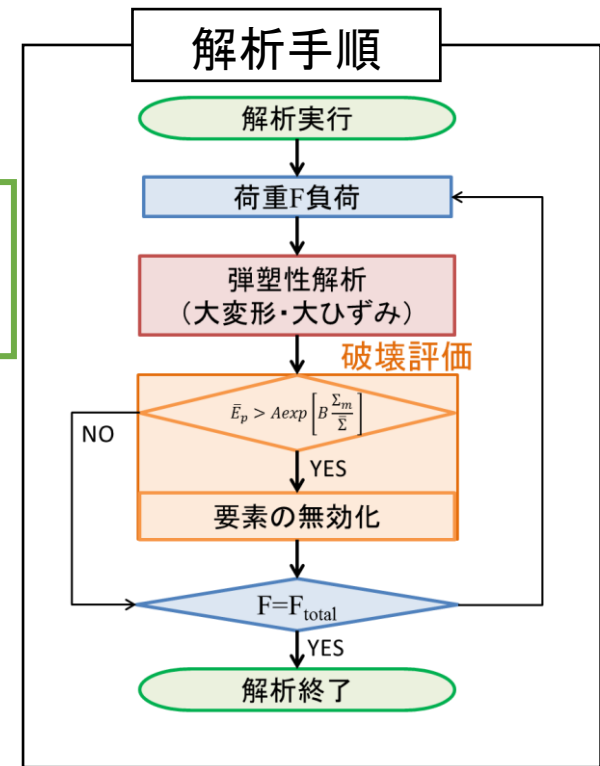 解析手順
解析実行
荷重F負荷
弾塑性解析
（大変形・大ひずみ）
破壊評価
Ē_p > Aexp [B Σ_m/Σ̄]
NO
YES
要素の無効化
F=F_total
YES
解析終了